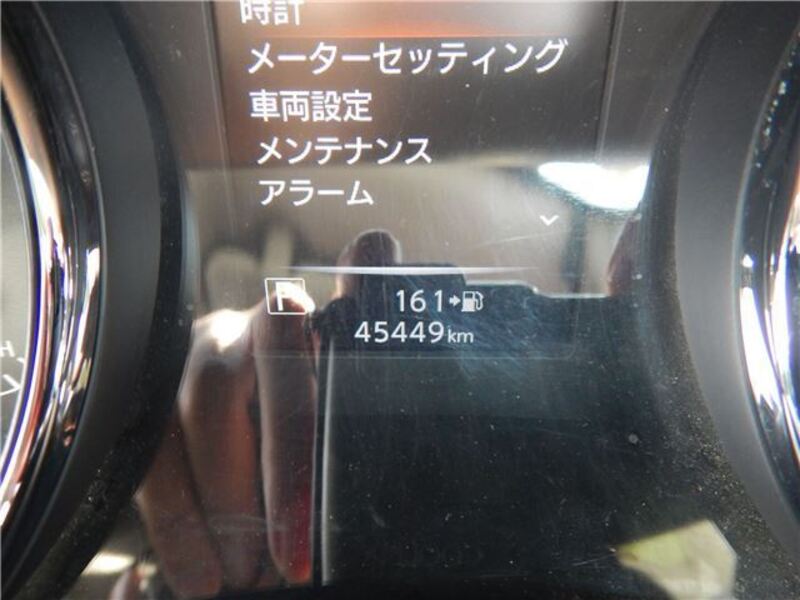 時計
メーターセッティング
車両設定
メンテナンス
アラーム
P
161
45449km
H